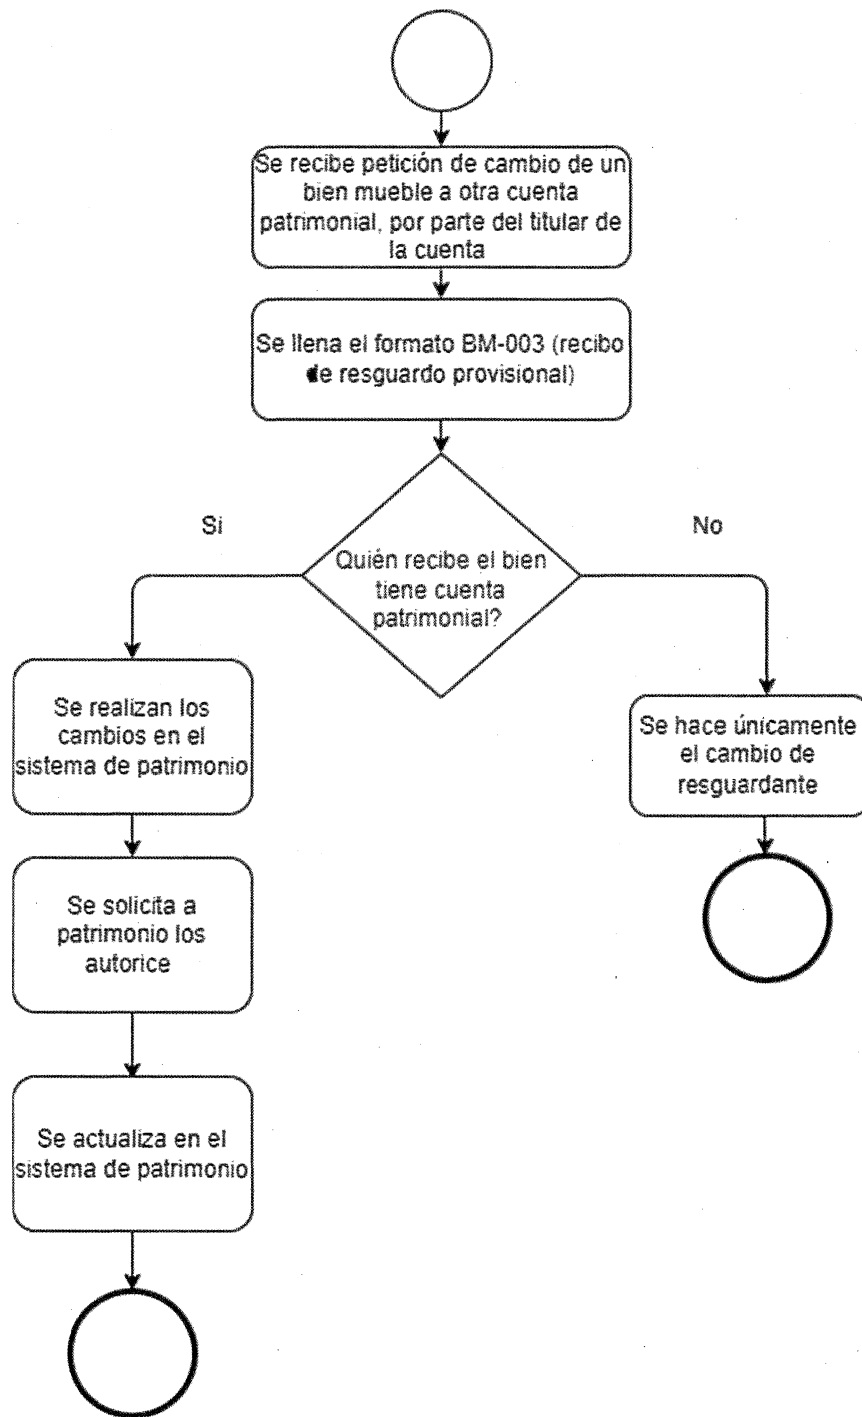 Se recibe petición de cambio de un
bien mueble a otra cuenta
patrimonial, por parte del titular de
la cuenta
Se llena el formato BM-003 (recibo
de resguardo provisional)
Si
No
Quién recibe el bien
tiene cuenta
patrimonial?
Se realizan los
cambios en el
sistema de patrimonio
Se hace únicamente
el cambio de
resguardante
Se solicita a
patrimonio los
autorice
Se actualiza en el
sistema de patrimonio